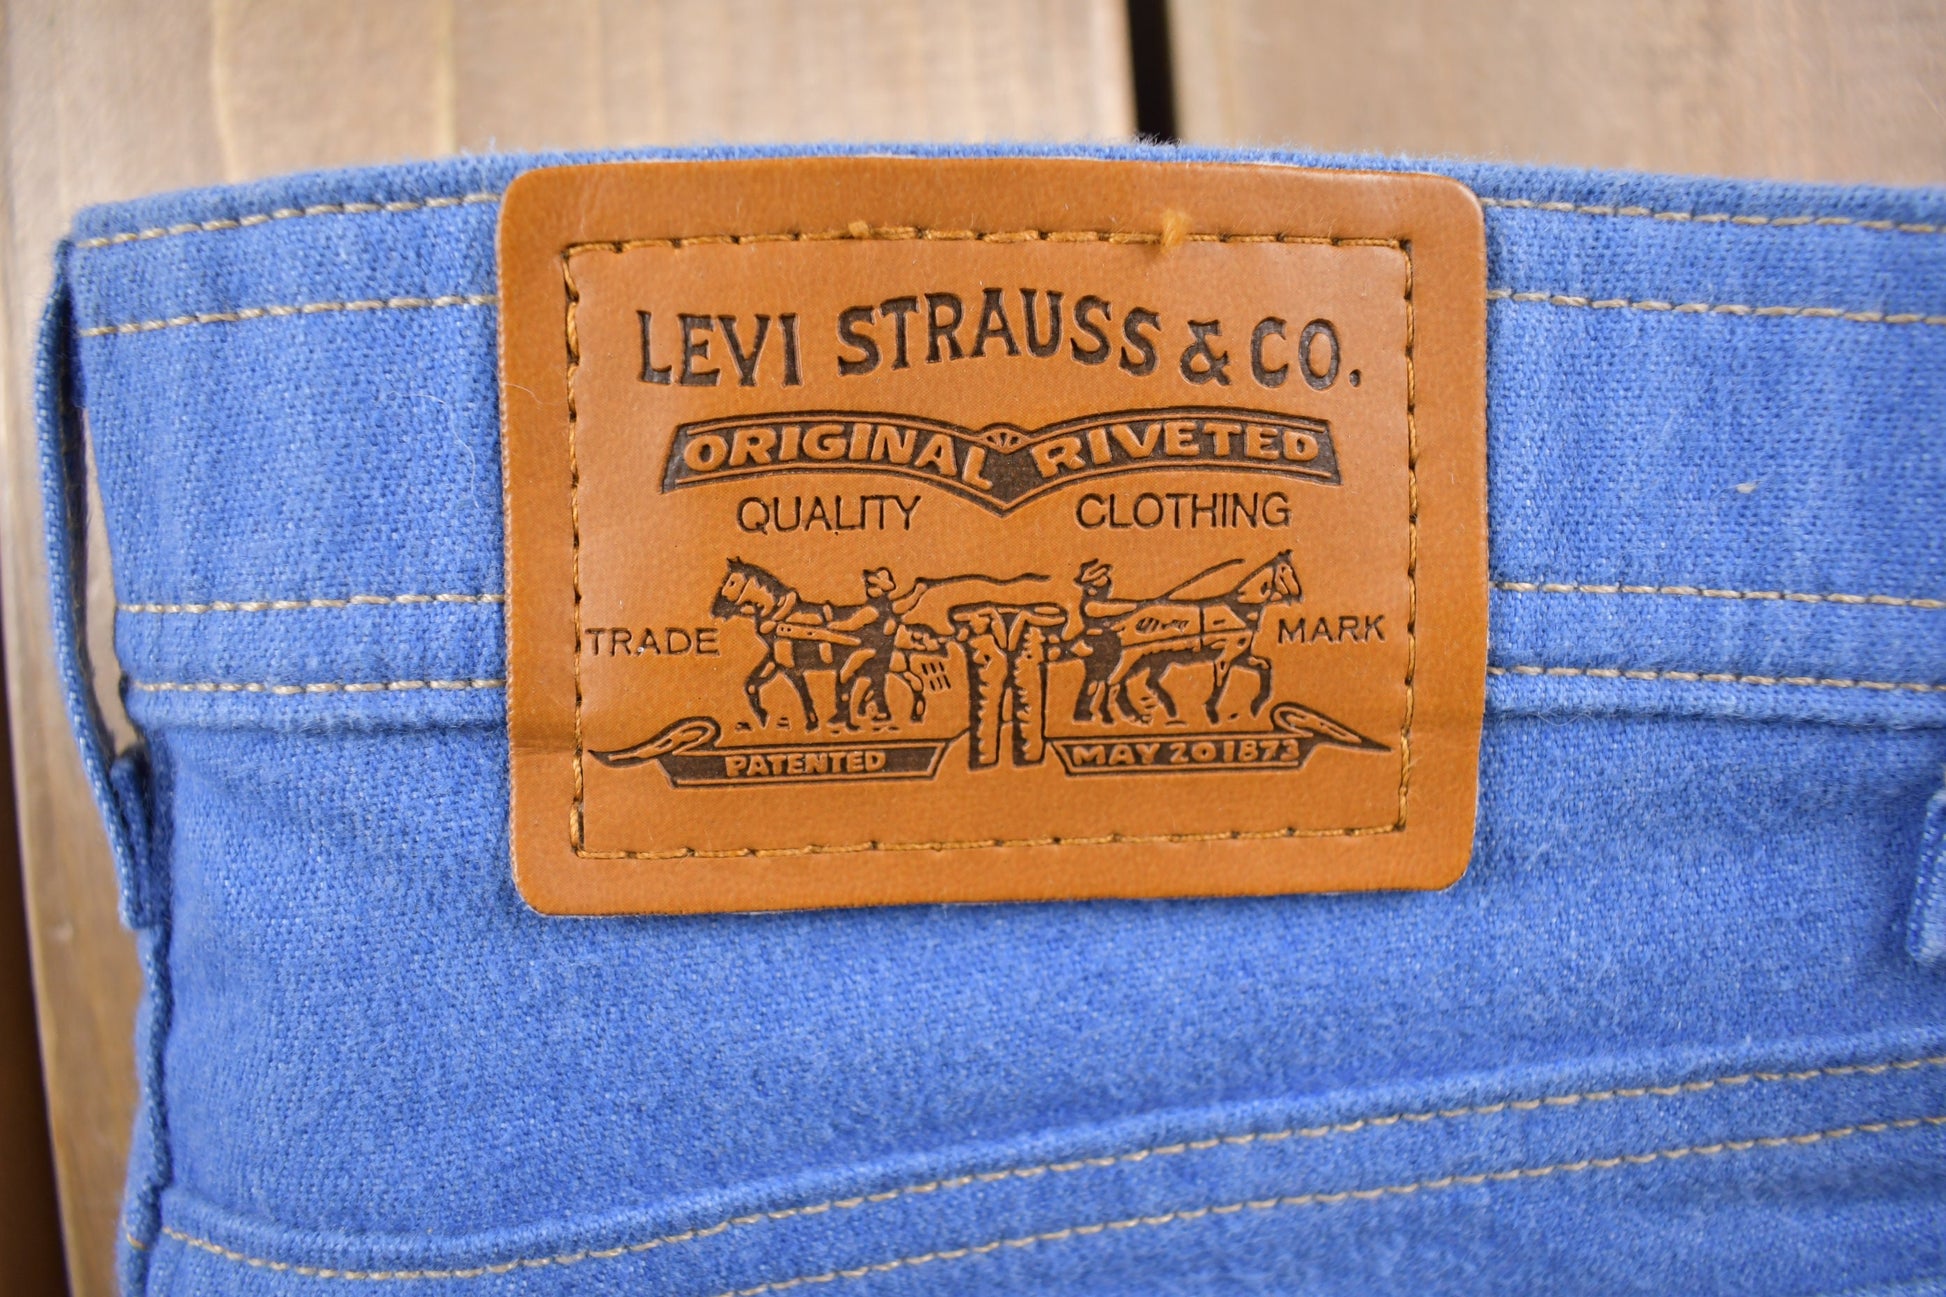 LEVI STRAUSS & CO.
ORIGINAL RIVETED
QUALITY CLOTHING
TRADE MARK
PATENTED MAY 20 1873